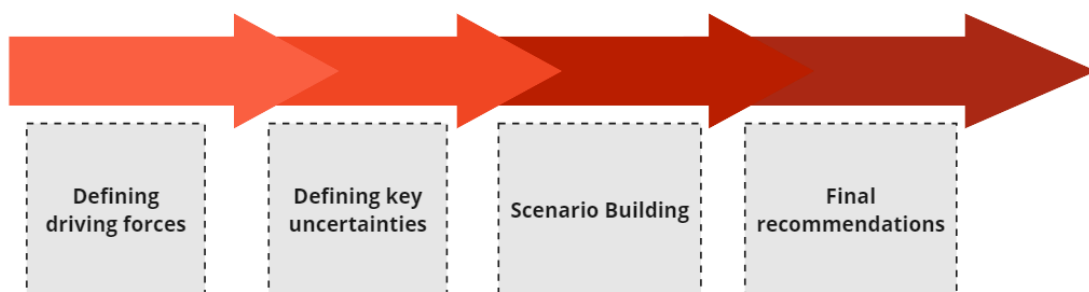 Defining
driving forces
Defining key
uncertainties
Scenario Building
Final
recommendations